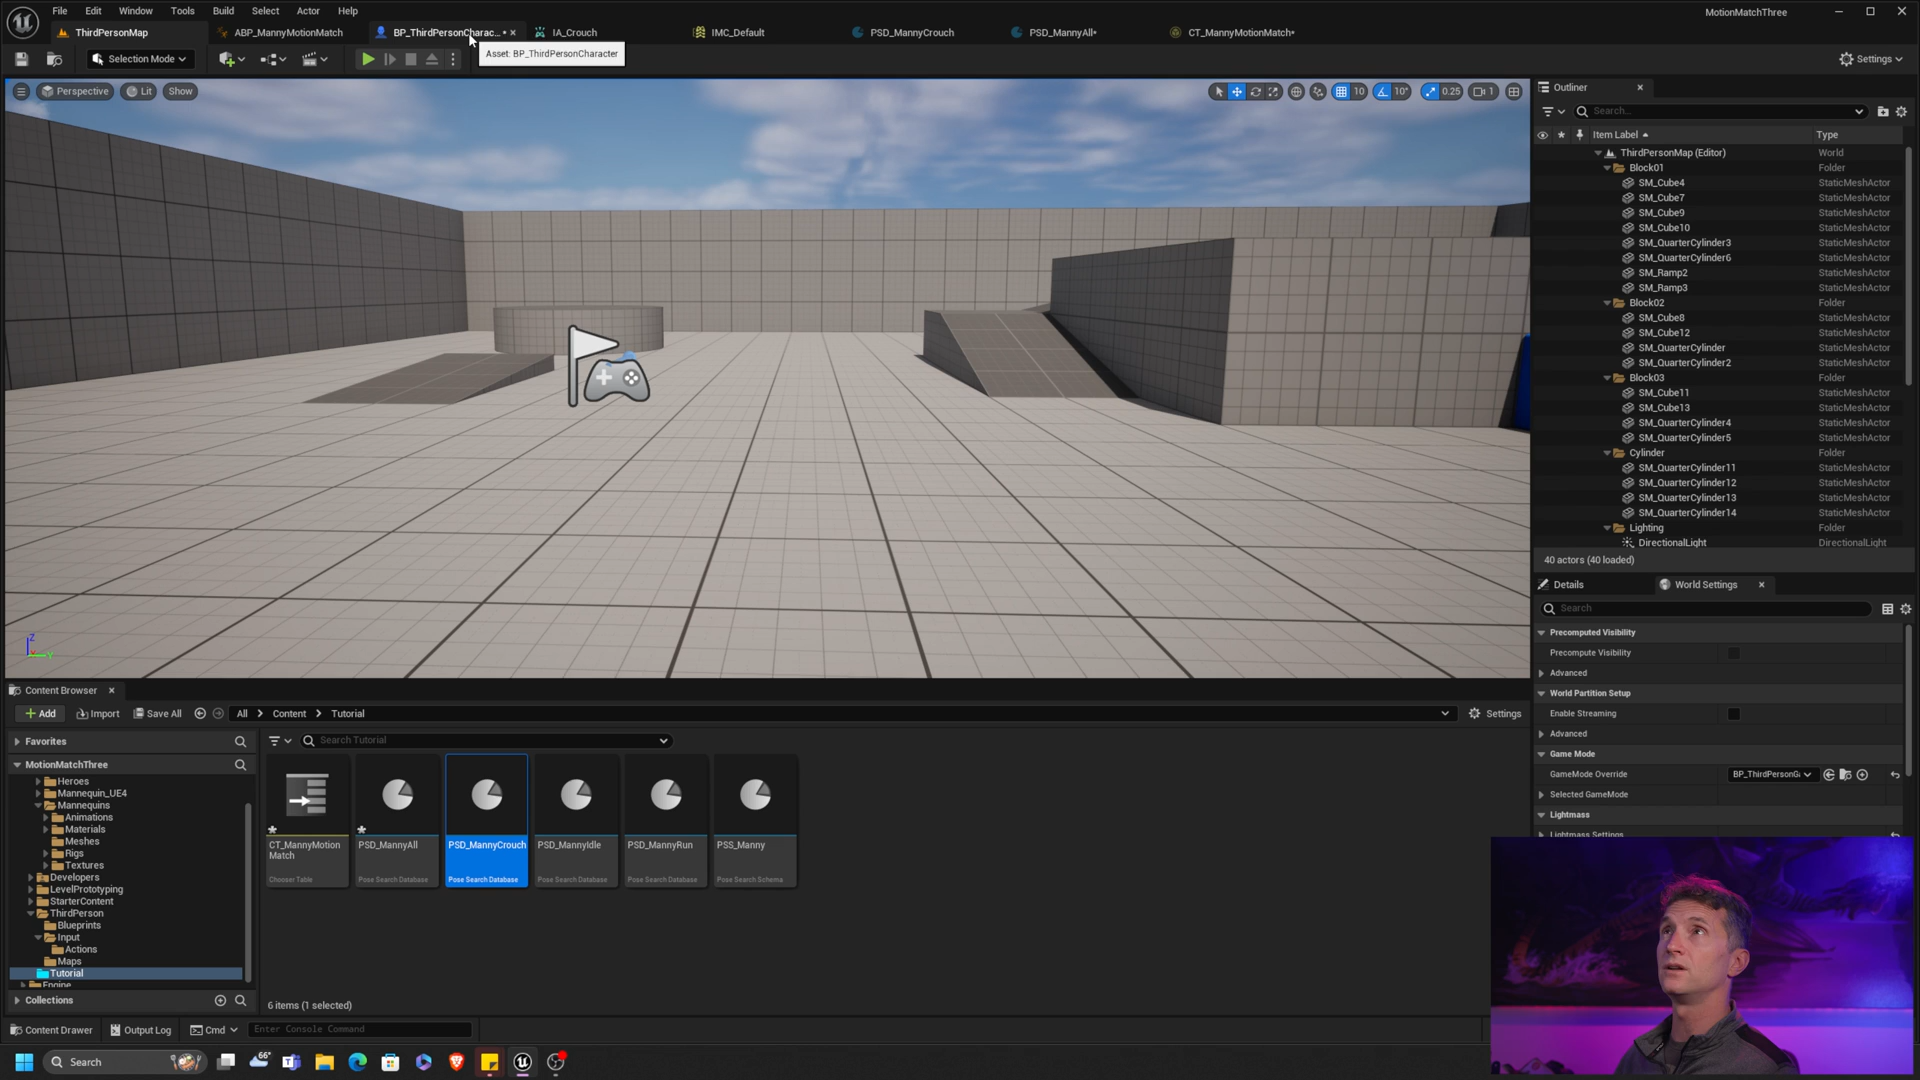 File Edit Window Tools Build Select Actor Help
MotionMatchThree
ThirdPersonMap
ABP_MannyMotionMatch
BP_ThirdPersonCharac...
IA_Crouch
IMC_Default
PSD_MannyCrouch
PSD_MannyAll*
CT_MannyMotionMatch*
Selection Mode
Asset: BP_ThirdPersonCharacter
Settings
Perspective
Lit
Show
10
10°
0.25
1
Outliner
Search...
Item Label
Type
ThirdPersonMap (Editor) World
Block01 Folder
SM_Cube4 StaticMeshActor
SM_Cube7 StaticMeshActor
SM_Cube9 StaticMeshActor
SM_Cube10 StaticMeshActor
SM_QuarterCylinder3 StaticMeshActor
SM_QuarterCylinder6 StaticMeshActor
SM_Ramp2 StaticMeshActor
SM_Ramp3 StaticMeshActor
Block02 Folder
SM_Cube8 StaticMeshActor
SM_Cube12 StaticMeshActor
SM_QuarterCylinder StaticMeshActor
SM_QuarterCylinder2 StaticMeshActor
Block03 Folder
SM_Cube11 StaticMeshActor
SM_Cube13 StaticMeshActor
SM_QuarterCylinder4 StaticMeshActor
SM_QuarterCylinder5 StaticMeshActor
Cylinder Folder
SM_QuarterCylinder11 StaticMeshActor
SM_QuarterCylinder12 StaticMeshActor
SM_QuarterCylinder13 StaticMeshActor
SM_QuarterCylinder14 StaticMeshActor
Lighting Folder
DirectionalLight DirectionalLight
40 actors (40 loaded)
Details
World Settings
Search
Precomputed Visibility
Precompute Visibility
Advanced
World Partition Setup
Enable Streaming
Advanced
Game Mode
GameMode Override BP_ThirdPersonG
Selected GameMode
Lightmass
Lightmass Settings
Z
Y
Content Browser
Add
Import
Save All
All > Content > Tutorial
Settings
Favorites
MotionMatchThree
Heroes
Mannequin_UE4
Mannequins
Animations
Materials
Meshes
Rigs
Textures
Developers
LevelPrototyping
StarterContent
ThirdPerson
Blueprints
Input
Actions
Maps
Tutorial
Engine
Collections
Search Tutorial
CT_MannyMotion
Match
Chooser Table
PSD_MannyAll
Pose Search Database
PSD_MannyCrouch
Pose Search Database
PSD_MannyIdle
Pose Search Database
PSD_MannyRun
Pose Search Database
PSS_Manny
Pose Search Schema
6 items (1 selected)
Content Drawer
Output Log
Cmd
Enter Console Command
Search
66°